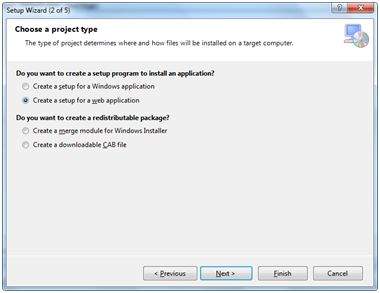 Setup Wizard (2 of 5)
Choose a project type
The type of project determines where and how files will be installed on a target computer.
Do you want to create a setup program to install an application?
Create a setup for a Windows application
Create a setup for a web application
Do you want to create a redistributable package?
Create a merge module for Windows Installer
Create a downloadable CAB file
< Previous Next > Finish Cancel